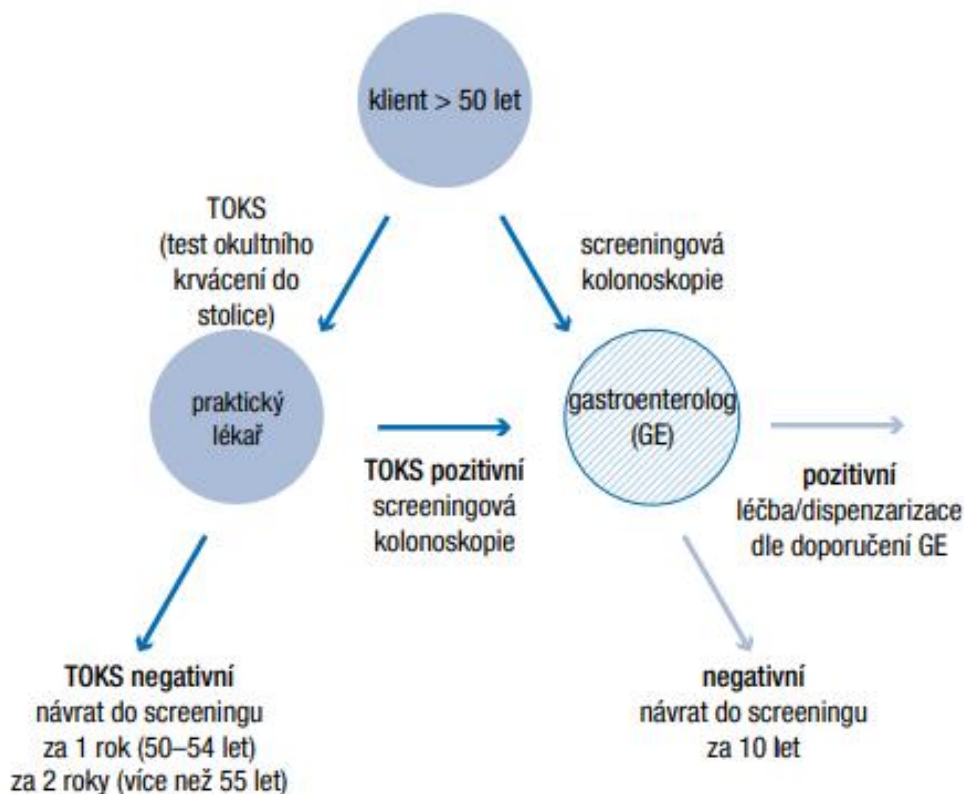 klient > 50 let
TOKS
(test okultního
krvácení do
stolice)
screeningová
kolonoskopie
praktický
lékař
TOKS pozitivní
screeningová
kolonoskopie
gastroenterolog
(GE)
pozitivní
léčba/dispenzarizace
dle doporučení GE
TOKS negativní
návrat do screeningu
za 1 rok (50–54 let)
za 2 roky (více než 55 let)
negativní
návrat do screeningu
za 10 let